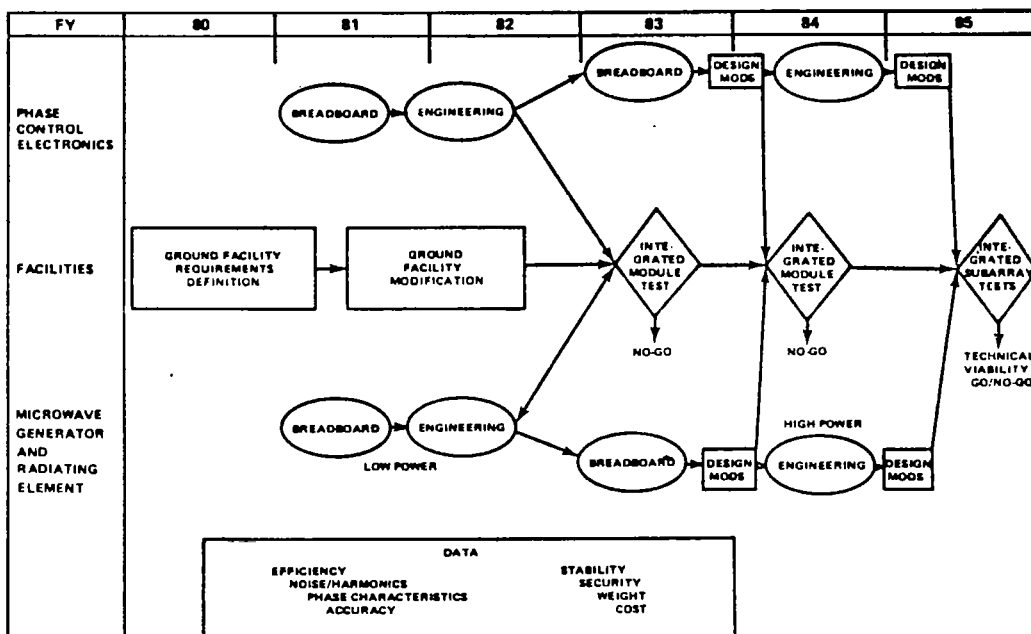 FY 80 81 82 83 84 85
PHASE
CONTROL
ELECTRONICS
BREADBOARD
ENGINEERING
BREADBOARD
DESIGN
MODS
ENGINEERING
DESIGN
MODS
FACILITIES
GROUND FACILITY
REQUIREMENTS
DEFINITION
GROUND
FACILITY
MODIFICATION
INTE-
GRATED
MODULE
TEST
NO-GO
INTE-
GRATED
MODULE
TEST
NO-GO
INTE-
GRATED
SUBARRAY
TESTS
TECHNICAL
VIABILITY
GO/NO-GO
MICROWAVE
GENERATOR
AND
RADIATING
ELEMENT
BREADBOARD
ENGINEERING
LOW POWER
BREADBOARD
DESIGN
MODS
HIGH POWER
ENGINEERING
DESIGN
MODS
DATA
EFFICIENCY
NOISE/HARMONICS
PHASE CHARACTERISTICS
ACCURACY
STABILITY
SECURITY
WEIGHT
COST